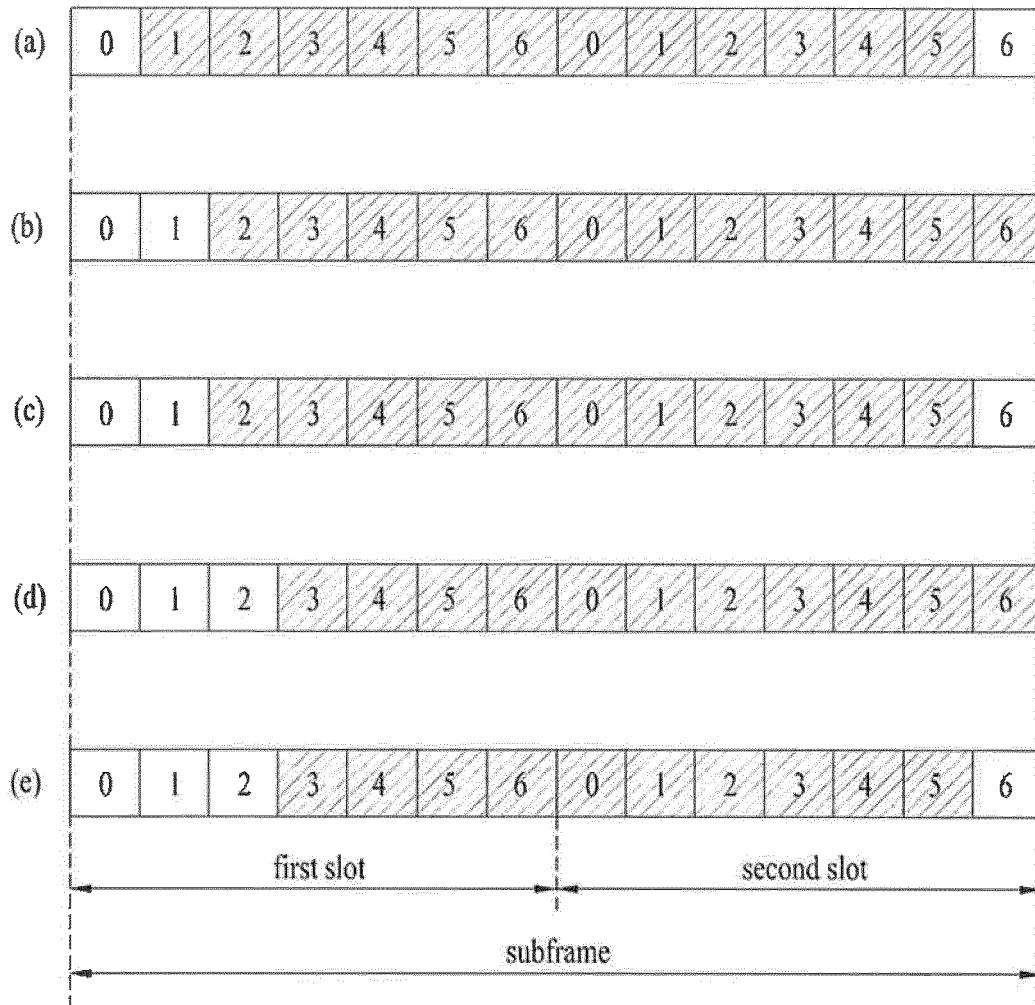 (a) 0 1 2 3 4 5 6 0 1 2 3 4 5 6
(b) 0 1 2 3 4 5 6 0 1 2 3 4 5 6
(c) 0 1 2 3 4 5 6 0 1 2 3 4 5 6
(d) 0 1 2 3 4 5 6 0 1 2 3 4 5 6
(e) 0 1 2 3 4 5 6 0 1 2 3 4 5 6
first slot second slot
subframe